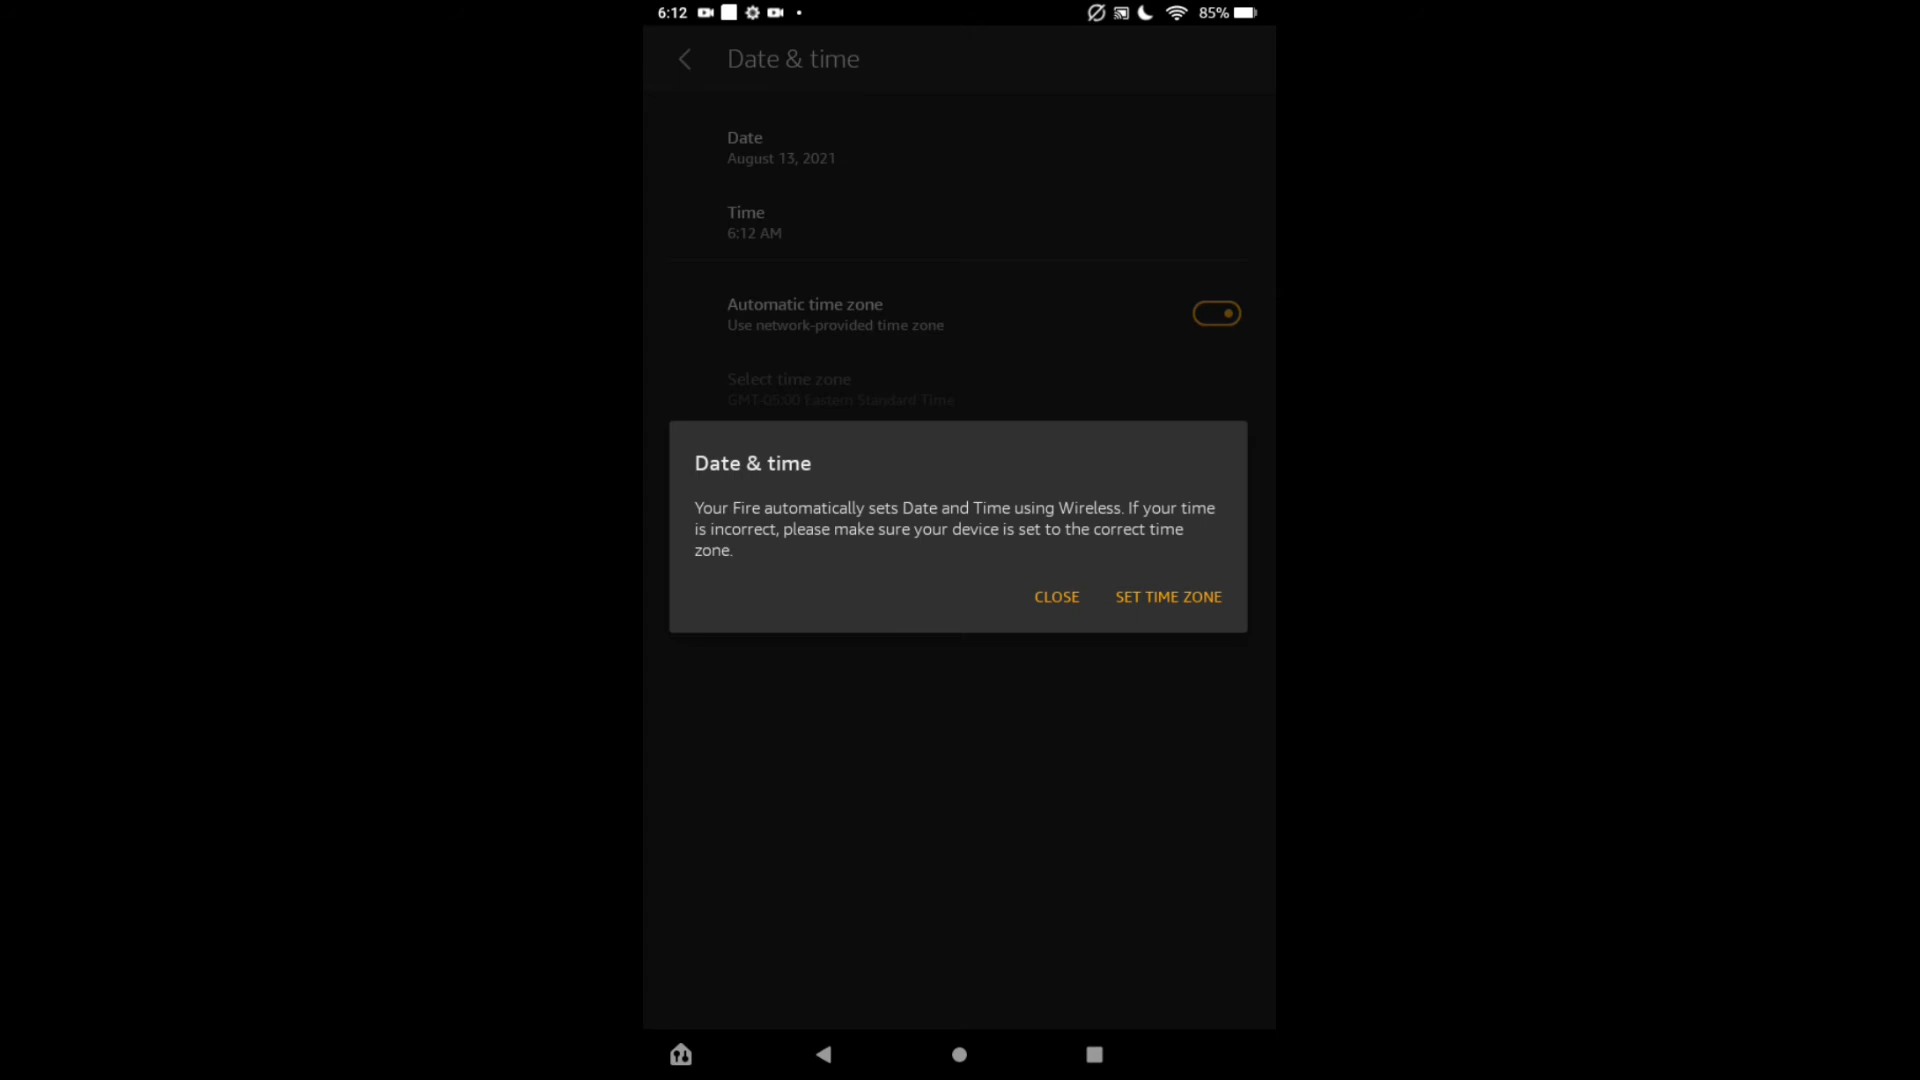 6:12
85%
Date & time
Date
August 13, 2021
Time
6:12 AM
Automatic time zone
Use network-provided time zone
Select time zone
GMT-05:00 Eastern Standard Time
Date & time
Your Fire automatically sets Date and Time using Wireless. If your time
is incorrect, please make sure your device is set to the correct time
zone.
CLOSE SET TIME ZONE